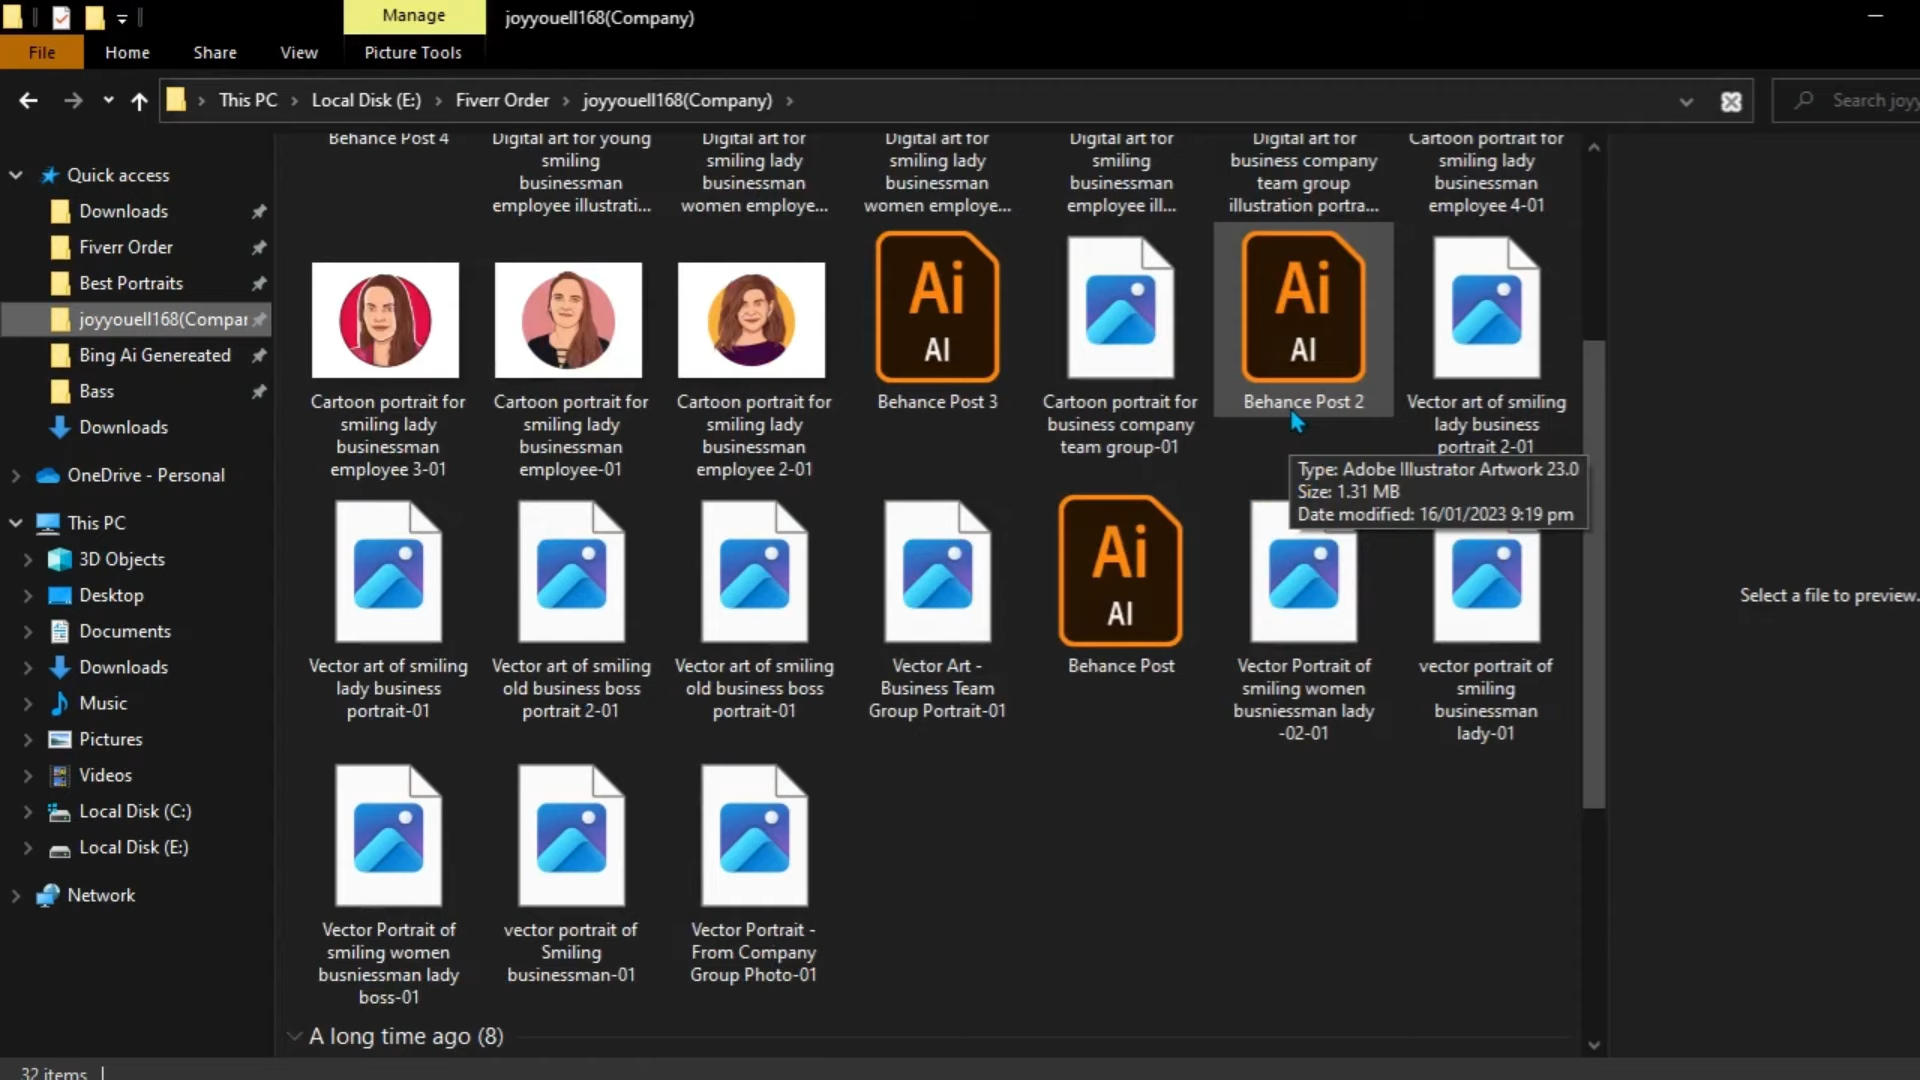 Manage
joyyouell168(Company)
File
Home
Share
View
Picture Tools
This PC
Local Disk (E:)
Fiverr Order
joyyouell168(Company)
Search joyy
Quick access
Downloads
Fiverr Order
Best Portraits
joyyouell168(Compar
Bing Ai Genereated
Bass
Downloads
OneDrive - Personal
This PC
3D Objects
Desktop
Documents
Downloads
Music
Pictures
Videos
Local Disk (C:)
Local Disk (E:)
Network
Behance Post 4
Digital art for young
smiling
businessman
employee illustrati...
Digital art for
smiling lady
businessman
women employe...
Digital art for
smiling lady
businessman
women employe...
Digital art for
smiling
businessman
employee ill...
Digital art for
business company
team group
illustration portra...
Cartoon portrait for
smiling lady
businessman
employee 4-01
Cartoon portrait for
smiling lady
businessman
employee 3-01
Cartoon portrait for
smiling lady
businessman
employee-01
Cartoon portrait for
smiling lady
businessman
employee 2-01
Ai
AI
Behance Post 3
Cartoon portrait for
business company
team group-01
Ai
AI
Behance Post 2
Vector art of smiling
lady business
portrait 2-01
Type: Adobe Illustrator Artwork 23.0
Size: 1.31 MB
Date modified: 16/01/2023 9:19 pm
Vector art of smiling
lady business
portrait-01
Vector art of smiling
old business boss
portrait 2-01
Vector art of smiling
old business boss
portrait-01
Vector Art -
Business Team
Group Portrait-01
Ai
AI
Behance Post
Vector Portrait of
smiling women
busniessman lady
-02-01
vector portrait of
smiling
businessman
lady-01
Vector Portrait of
smiling women
busniessman lady
boss-01
vector portrait of
Smiling
businessman-01
Vector Portrait -
From Company
Group Photo-01
A long time ago (8)
Select a file to preview.
32 items